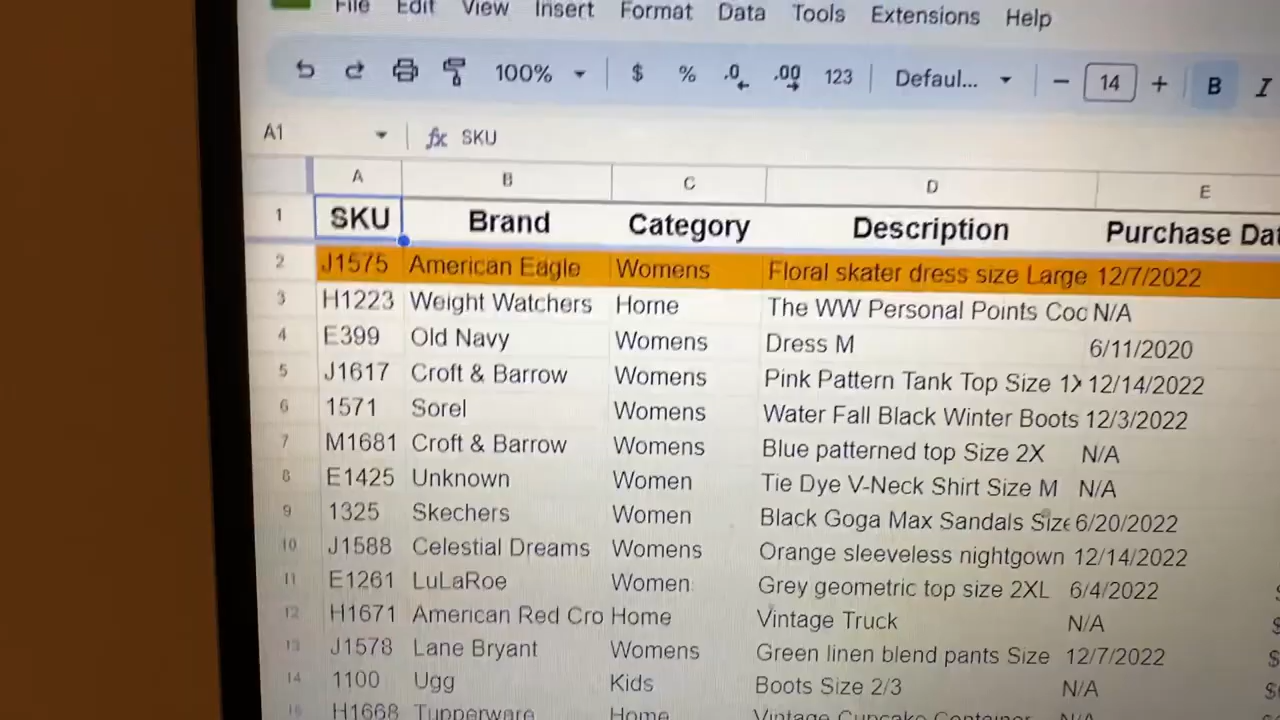 File Edit View Insert Format Data Tools Extensions Help
100% $ % .0 .00 123 Defaul... − 14 + B I
A1 fx SKU
A B C D E
1 SKU Brand Category Description Purchase Dat
2 J1575 American Eagle Womens Floral skater dress size Large 12/7/2022
3 H1223 Weight Watchers Home The WW Personal Points Coo N/A
4 E399 Old Navy Womens Dress M 6/11/2020
5 J1617 Croft & Barrow Womens Pink Pattern Tank Top Size 1X 12/14/2022
6 1571 Sorel Womens Water Fall Black Winter Boots 12/3/2022
7 M1681 Croft & Barrow Womens Blue patterned top Size 2X N/A
8 E1425 Unknown Women Tie Dye V-Neck Shirt Size M N/A
9 1325 Skechers Women Black Goga Max Sandals Size 6/20/2022
10 J1588 Celestial Dreams Womens Orange sleeveless nightgown 12/14/2022
11 E1261 LuLaRoe Women Grey geometric top size 2XL 6/4/2022 $
12 H1671 American Red Cro Home Vintage Truck N/A $
13 J1578 Lane Bryant Womens Green linen blend pants Size 12/7/2022 $
14 1100 Ugg Kids Boots Size 2/3 N/A $
15 H1668 Tupperware Home Vintage Cupcake Container N/A